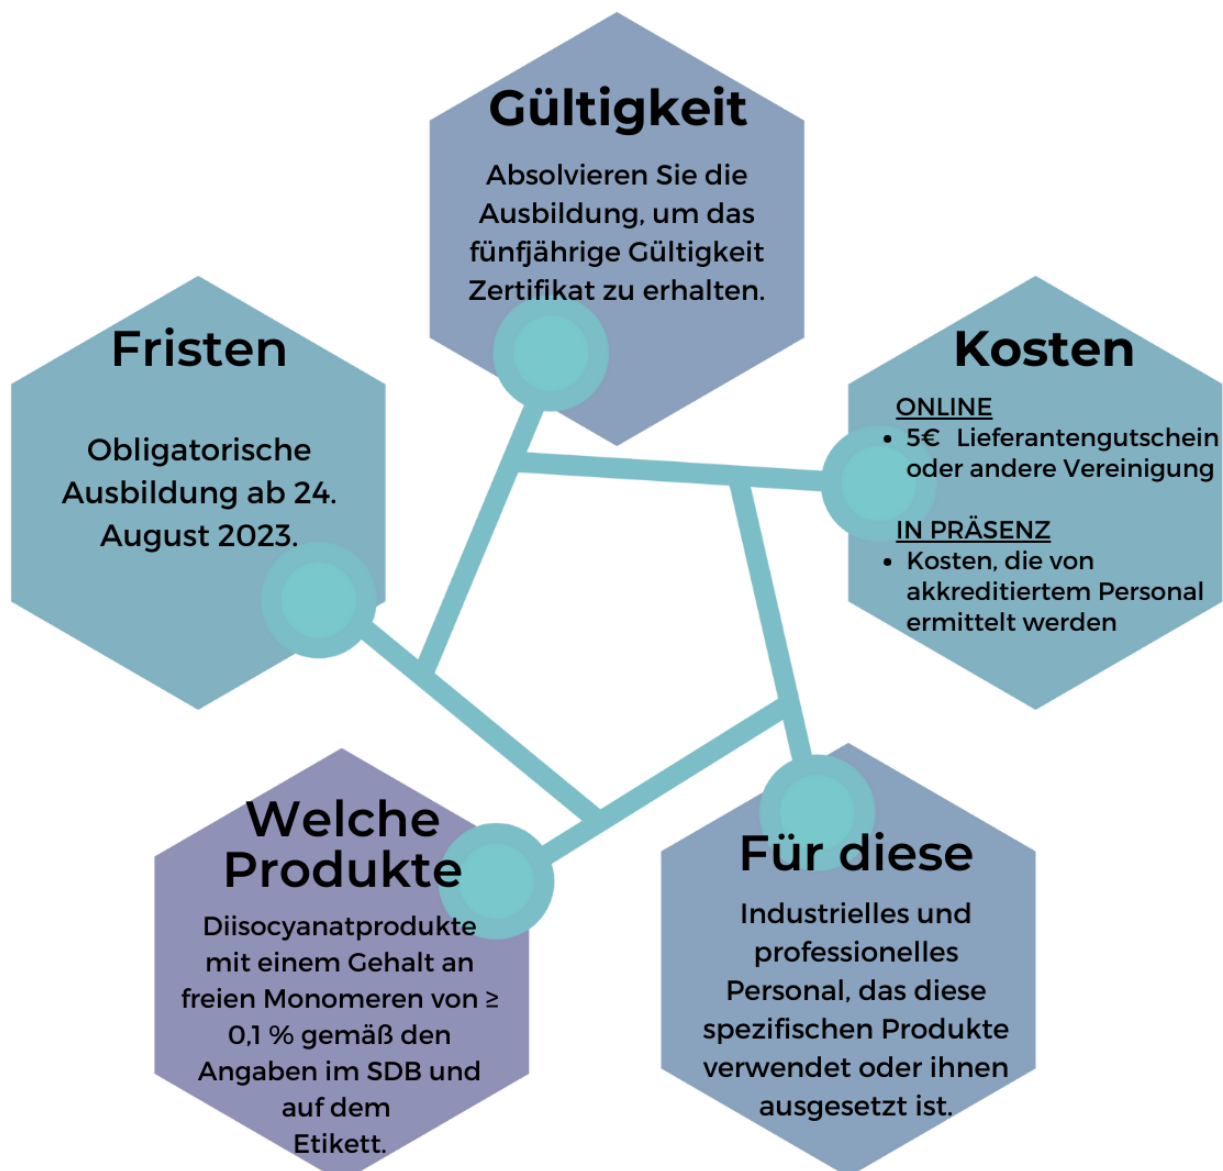 Gültigkeit
Absolvieren Sie die
Ausbildung, um das
fünfjährige Gültigkeit
Zertifikat zu erhalten.
Fristen
Obligatorische
Ausbildung ab 24.
August 2023.
Kosten
ONLINE
• 5€ Lieferantengutschein
oder andere Vereinigung
IN PRÄSENZ
• Kosten, die von
akkreditiertem Personal
ermittelt werden
Welche
Produkte
Diisocyanatprodukte
mit einem Gehalt an
freien Monomeren von ≥
0,1 % gemäß den
Angaben im SDB und
auf dem
Etikett.
Für diese
Industrielles und
professionelles
Personal, das diese
spezifischen Produkte
verwendet oder ihnen
ausgesetzt ist.